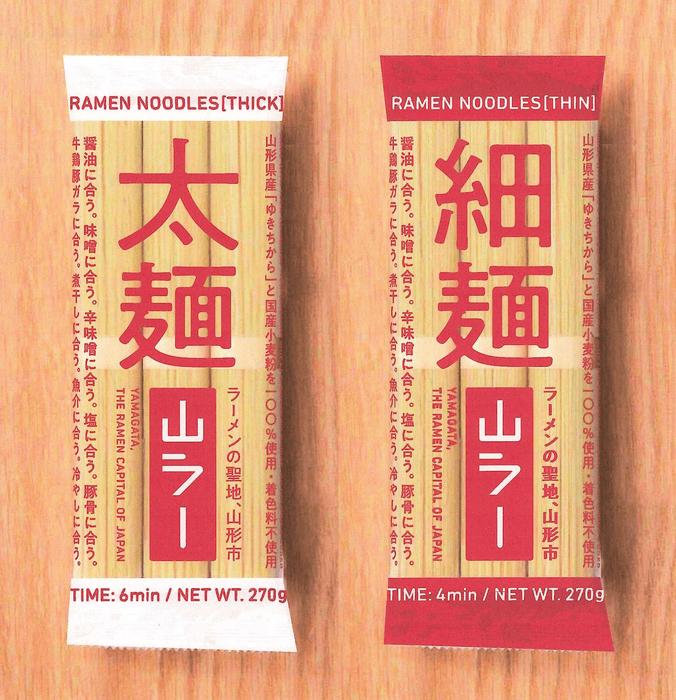 RAMEN NOODLES[THICK]
山形県産「ゆきちから」と国産小麦粉を一〇〇%使用・着色料不使用
太麺
醤油に合う。味噌に合う。辛味噌に合う。塩に合う。豚骨に合う。
牛鶏豚ガラに合う。煮干しに合う。魚介に合う。冷やしに合う。
ラーメンの聖地、山形市
山ラー
YAMAGATA,
THE RAMEN CAPITAL OF JAPAN
TIME: 6min / NET WT. 270g
RAMEN NOODLES[THIN]
山形県産「ゆきちから」と国産小麦粉を一〇〇%使用・着色料不使用
細麺
醤油に合う。味噌に合う。辛味噌に合う。塩に合う。豚骨に合う。
牛鶏豚ガラに合う。煮干しに合う。魚介に合う。冷やしに合う。
ラーメンの聖地、山形市
山ラー
YAMAGATA,
THE RAMEN CAPITAL OF JAPAN
TIME: 4min / NET WT. 270g